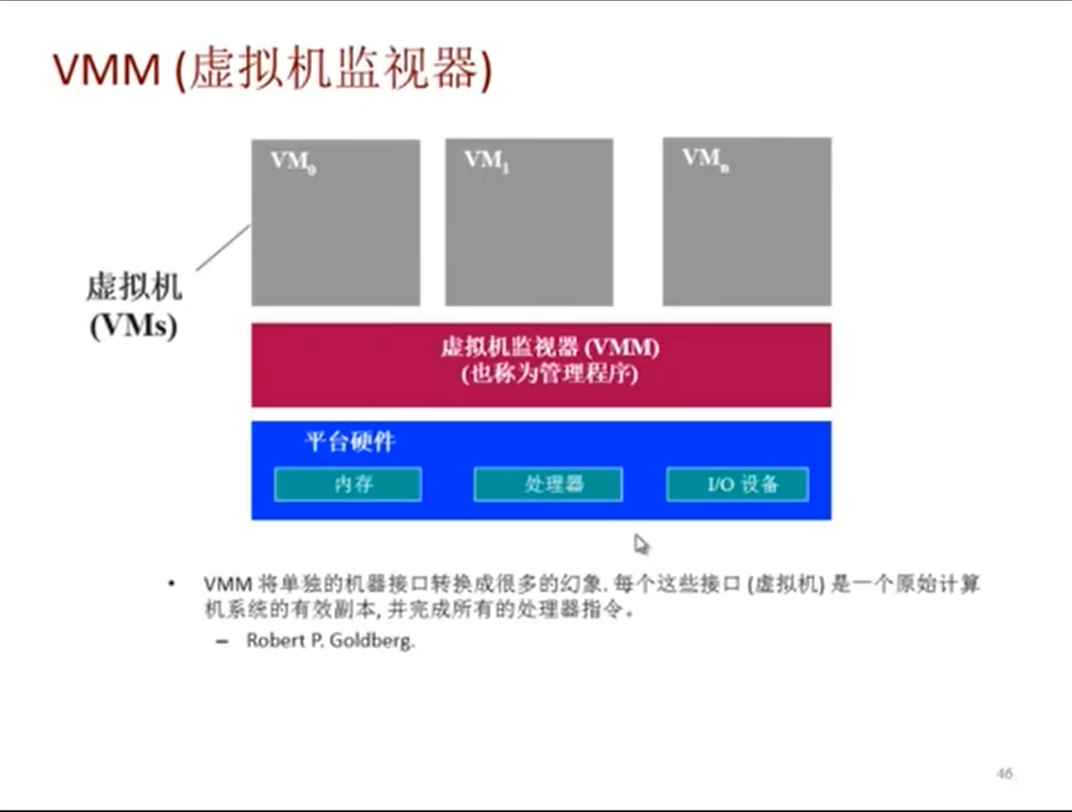 VMM (虚拟机监视器)
VM0
VM1
VMn
虚拟机
(VMs)
虚拟机监视器 (VMM)
(也称为管理程序)
平台硬件
内存
处理器
I/O 设备
• VMM 将单独的机器接口转换成很多的幻象. 每个这些接口 (虚拟机) 是一个原始计算
机系统的有效副本, 并完成所有的处理器指令。
– Robert P. Goldberg.
46